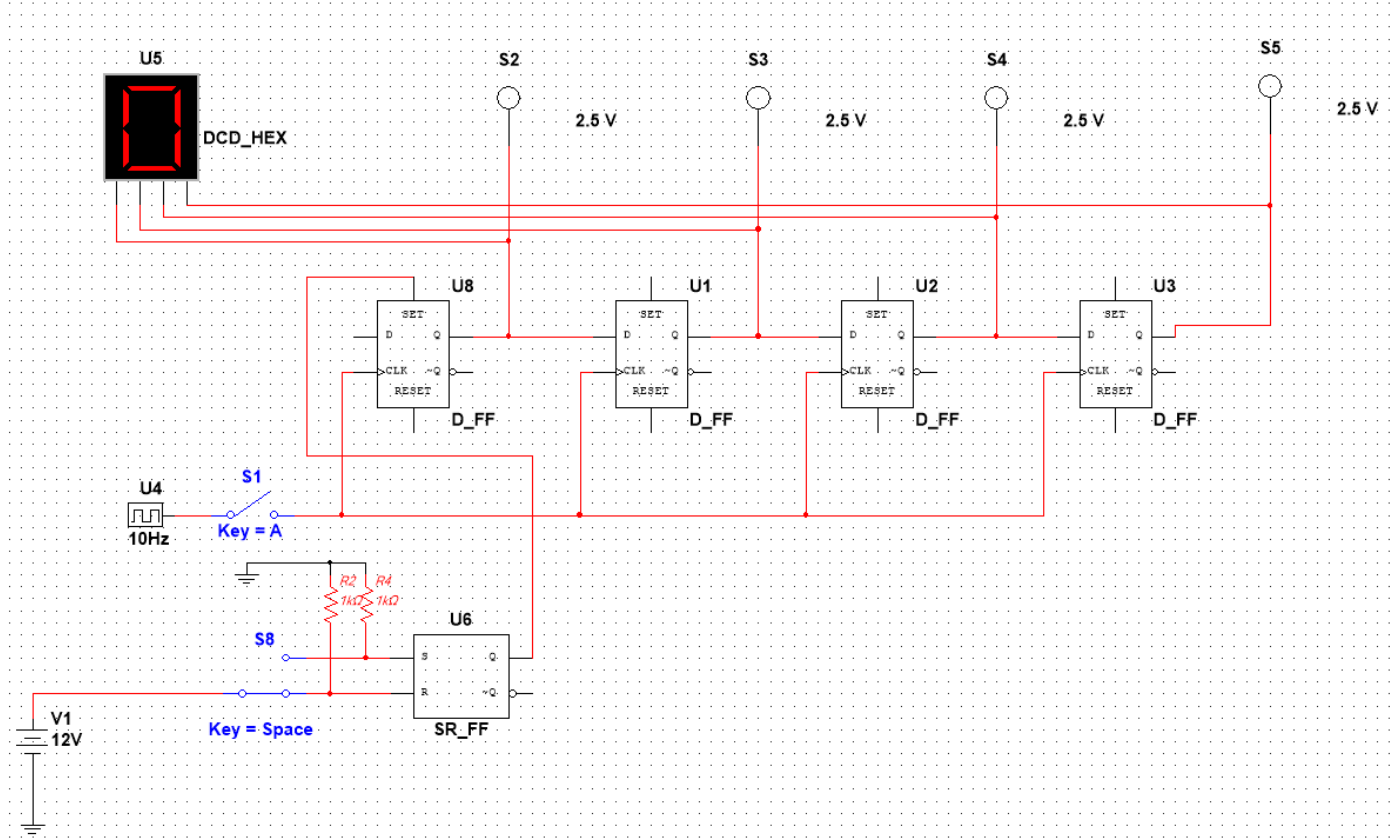 U5
S2
S3
S4
S5
2.5 V
2.5 V
2.5 V
2.5 V
DCD_HEX
0
U8
U1
U2
U3
SET
SET
SET
SET
D Q
D Q
D Q
D Q
CLK ~Q
CLK ~Q
CLK ~Q
CLK ~Q
RESET
RESET
RESET
RESET
D_FF
D_FF
D_FF
D_FF
S1
U4
Key = A
10Hz
R2
R4
1kΩ
1kΩ
U6
S8
S Q
R ~Q
V1
12V
Key = Space
SR_FF